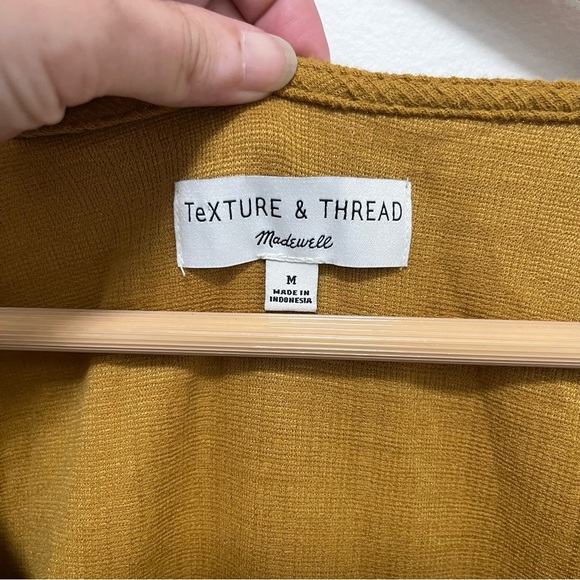 TeXTURE & THREAD
Madewell
M
MADE IN
INDONESIA